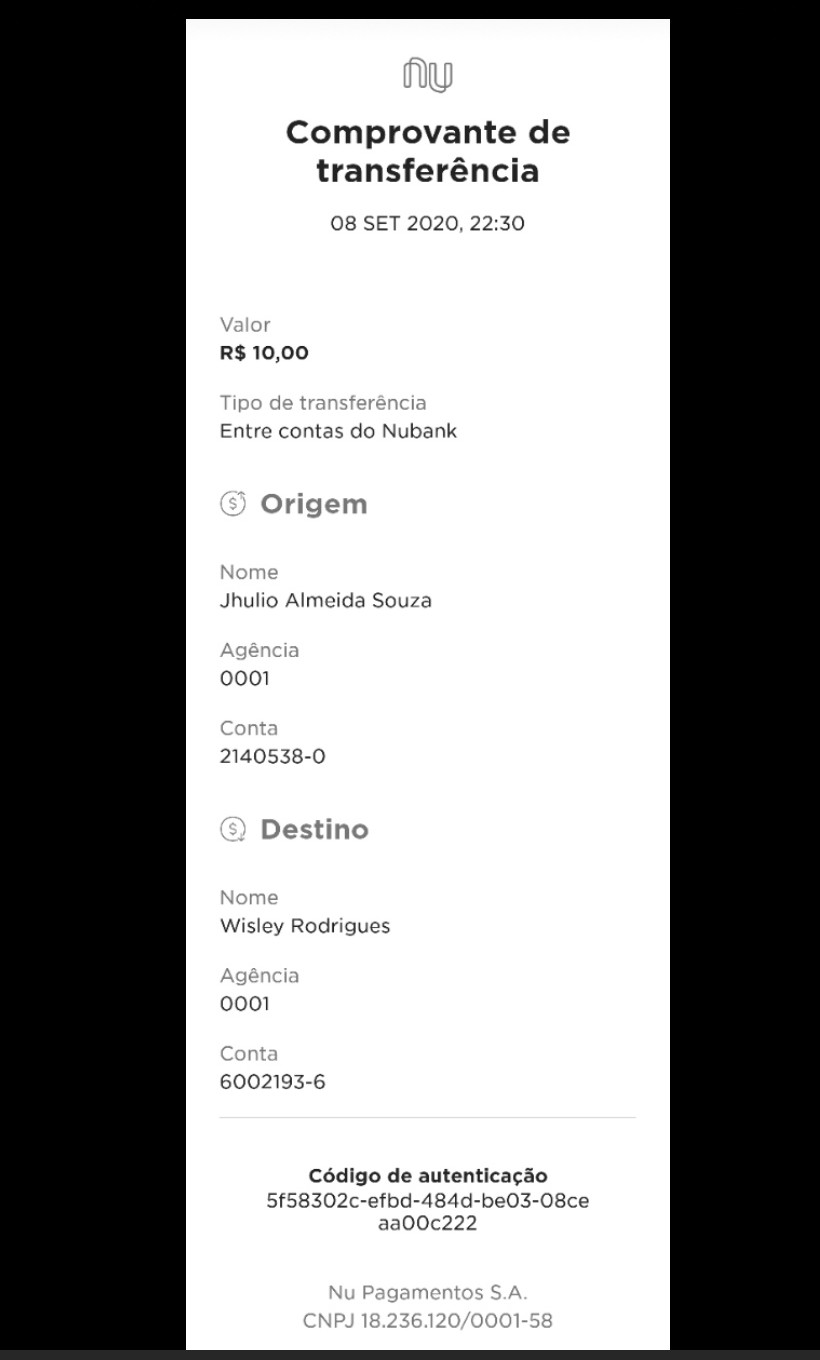 nu
Comprovante de
transferência
08 SET 2020, 22:30
Valor
R$ 10,00
Tipo de transferência
Entre contas do Nubank
Origem
Nome
Jhulio Almeida Souza
Agência
0001
Conta
2140538-0
Destino
Nome
Wisley Rodrigues
Agência
0001
Conta
6002193-6
Código de autenticação
5f58302c-efbd-484d-be03-08ce
aa00c222
Nu Pagamentos S.A.
CNPJ 18.236.120/0001-58